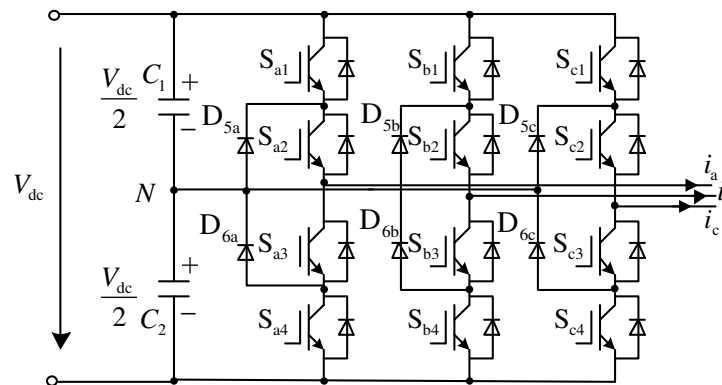 S_a1 S_b1 S_c1
V_dc/2 C_1 +
−
D_5a S_a2 D_5b S_b2 D_5c S_c2
V_dc N i_a
i_c
D_6a S_a3 D_6b S_b3 D_6c S_c3
V_dc/2 C_2 +
−
S_a4 S_b4 S_c4